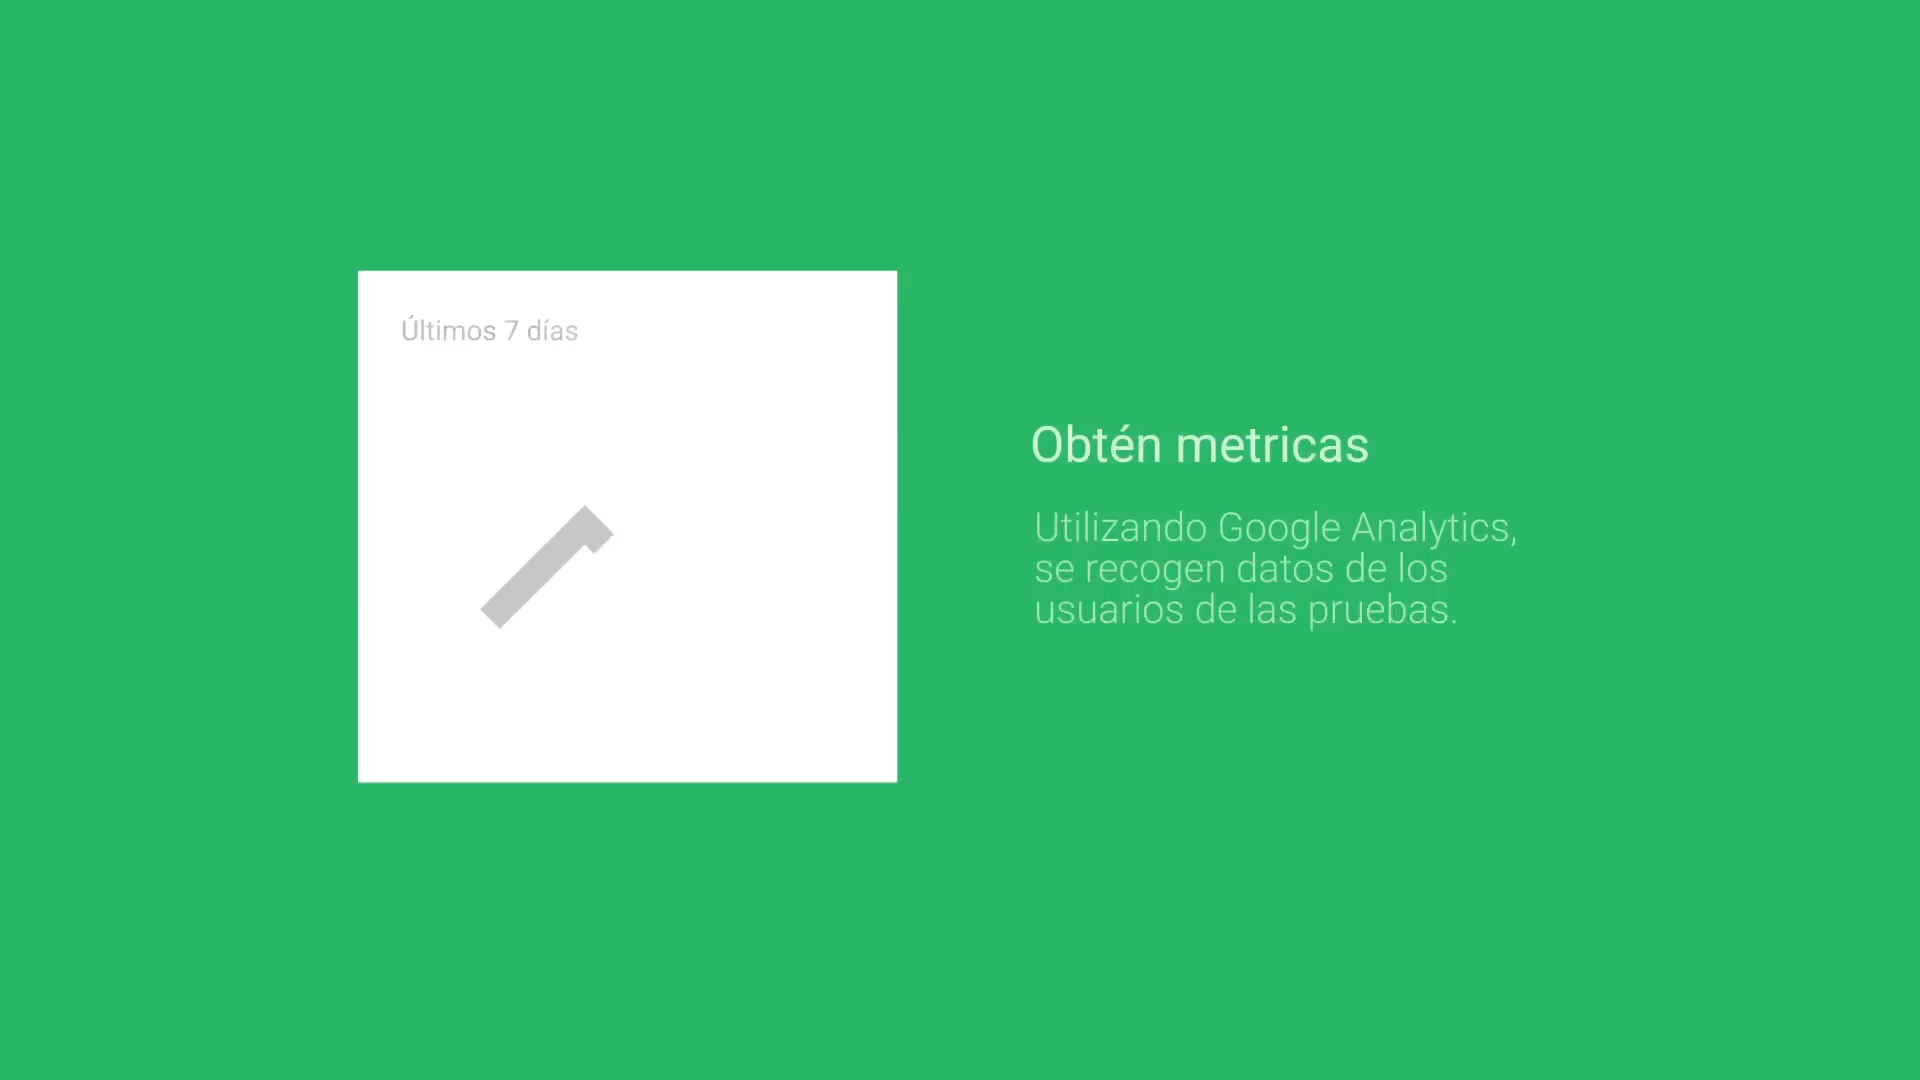 Últimos 7 días
Obtén metricas
Utilizando Google Analytics,
se recogen datos de los
usuarios de las pruebas.